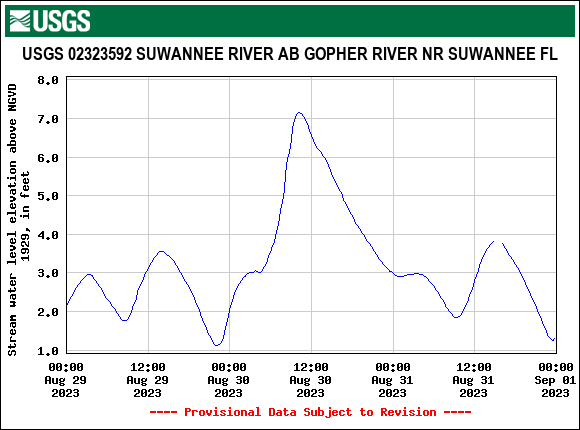 USGS
USGS 02323592 SUWANNEE RIVER AB GOPHER RIVER NR SUWANNEE FL
Stream water level elevation above NGVD
1929, in feet
8.0
7.0
6.0
5.0
4.0
3.0
2.0
1.0
00:00 12:00 00:00 12:00 00:00 12:00 00:00
Aug 29 Aug 29 Aug 30 Aug 30 Aug 31 Aug 31 Sep 01
2023 2023 2023 2023 2023 2023 2023
---- Provisional Data Subject to Revision ----